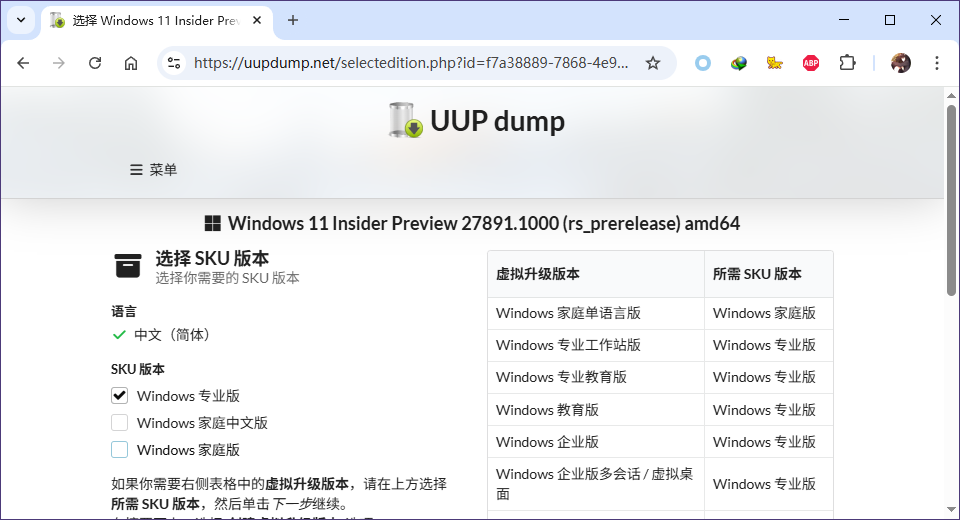 选择 Windows 11 Insider Prev
https://uupdump.net/selectedition.php?id=f7a38889-7868-4e9...
ABP
UUP dump
菜单
Windows 11 Insider Preview 27891.1000 (rs_prerelease) amd64
选择 SKU 版本
选择你需要的 SKU 版本
语言
中文（简体）
SKU 版本
Windows 专业版
Windows 家庭中文版
Windows 家庭版
如果你需要右侧表格中的虚拟升级版本，请在上方选择
所需 SKU 版本，然后单击下一步继续。
虚拟升级版本 所需 SKU 版本
Windows 家庭单语言版 Windows 家庭版
Windows 专业工作站版 Windows 专业版
Windows 专业教育版 Windows 专业版
Windows 教育版 Windows 专业版
Windows 企业版 Windows 专业版
Windows 企业版多会话 / 虚拟桌
面 Windows 专业版